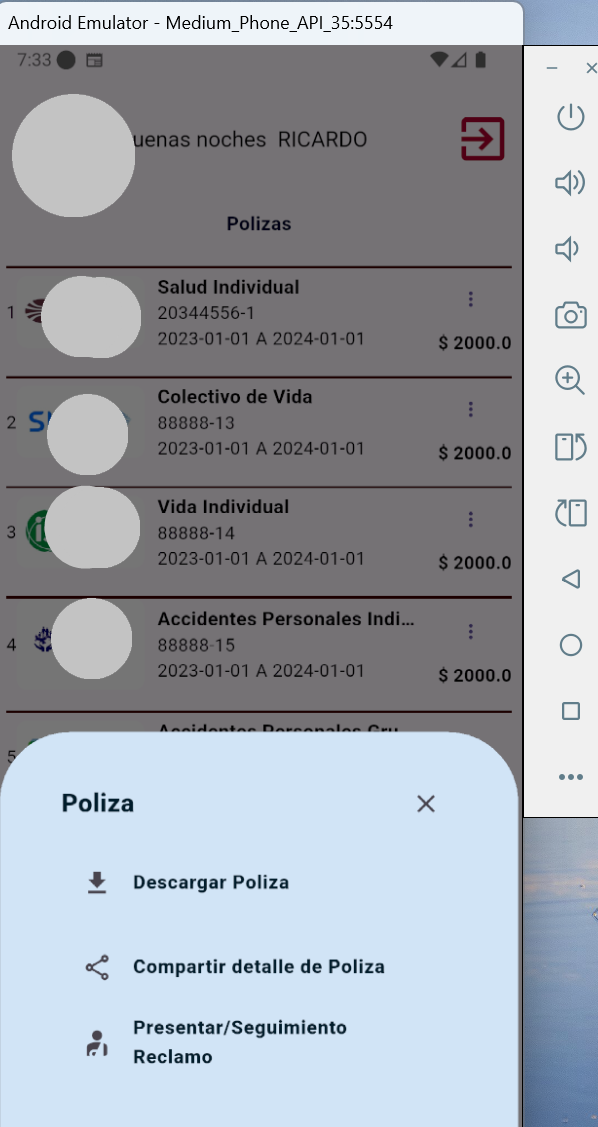 Android Emulator - Medium_Phone_API_35:5554
7:33
uenas noches RICARDO
Polizas
1
Salud Individual
20344556-1
2023-01-01 A 2024-01-01
$ 2000.0
2
Colectivo de Vida
88888-13
2023-01-01 A 2024-01-01
$ 2000.0
3
Vida Individual
88888-14
2023-01-01 A 2024-01-01
$ 2000.0
4
Accidentes Personales Indi...
88888-15
2023-01-01 A 2024-01-01
$ 2000.0
5
Accidentes Personales Gru...
Poliza
Descargar Poliza
Compartir detalle de Poliza
Presentar/Seguimiento
Reclamo